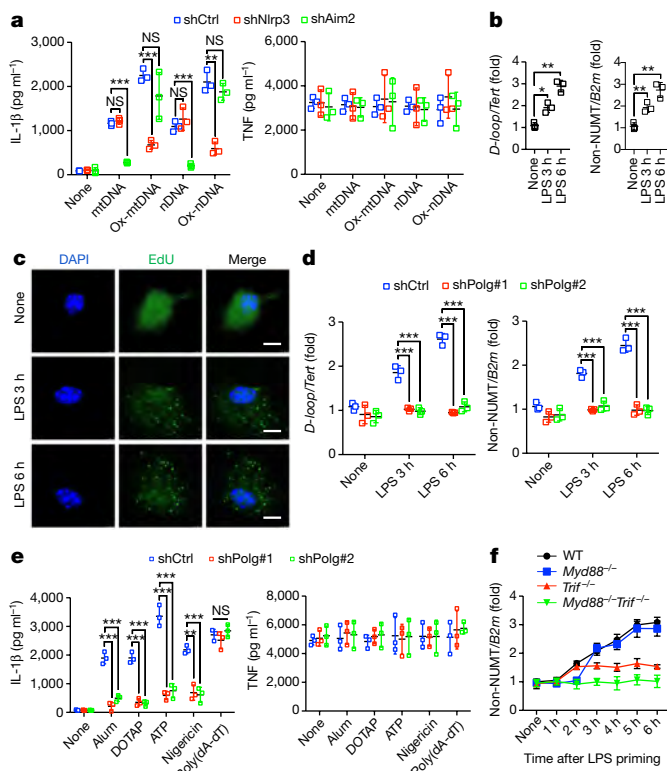 a
shCtrl shNlrp3 shAim2
IL-1β (pg ml⁻¹)
3,000
2,000
1,000
0
NS
***
NS
***
NS
***
NS
***
NS
**
None
mtDNA
Ox-mtDNA
nDNA
Ox-nDNA
TNF (pg ml⁻¹)
8,000
6,000
4,000
2,000
0
None
mtDNA
Ox-mtDNA
nDNA
Ox-nDNA
b
D-loop/Tert (fold)
4
3
2
1
0
**
*
None
LPS 3 h
LPS 6 h
Non-NUMT/B2m (fold)
4
3
2
1
0
**
**
None
LPS 3 h
LPS 6 h
c
DAPI EdU Merge
None
LPS 3 h
LPS 6 h
d
shCtrl shPolg#1 shPolg#2
D-loop/Tert (fold)
3
2
1
0
***
***
***
***
None
LPS 3 h
LPS 6 h
Non-NUMT/B2m (fold)
3
2
1
0
***
***
***
***
None
LPS 3 h
LPS 6 h
e
shCtrl shPolg#1 shPolg#2
IL-1β (pg ml⁻¹)
4,000
3,000
2,000
1,000
0
***
***
***
***
***
***
***
**
NS
None
Alum
DOTAP
ATP
Nigericin
Poly(dA-dT)
TNF (pg ml⁻¹)
8,000
6,000
4,000
2,000
0
None
Alum
DOTAP
ATP
Nigericin
Poly(dA-dT)
f
WT
Myd88⁻/⁻
Trif⁻/⁻
Myd88⁻/⁻Trif⁻/⁻
Non-NUMT/B2m (fold)
4
3
2
1
0
None
1 h
2 h
3 h
4 h
5 h
6 h
Time after LPS priming